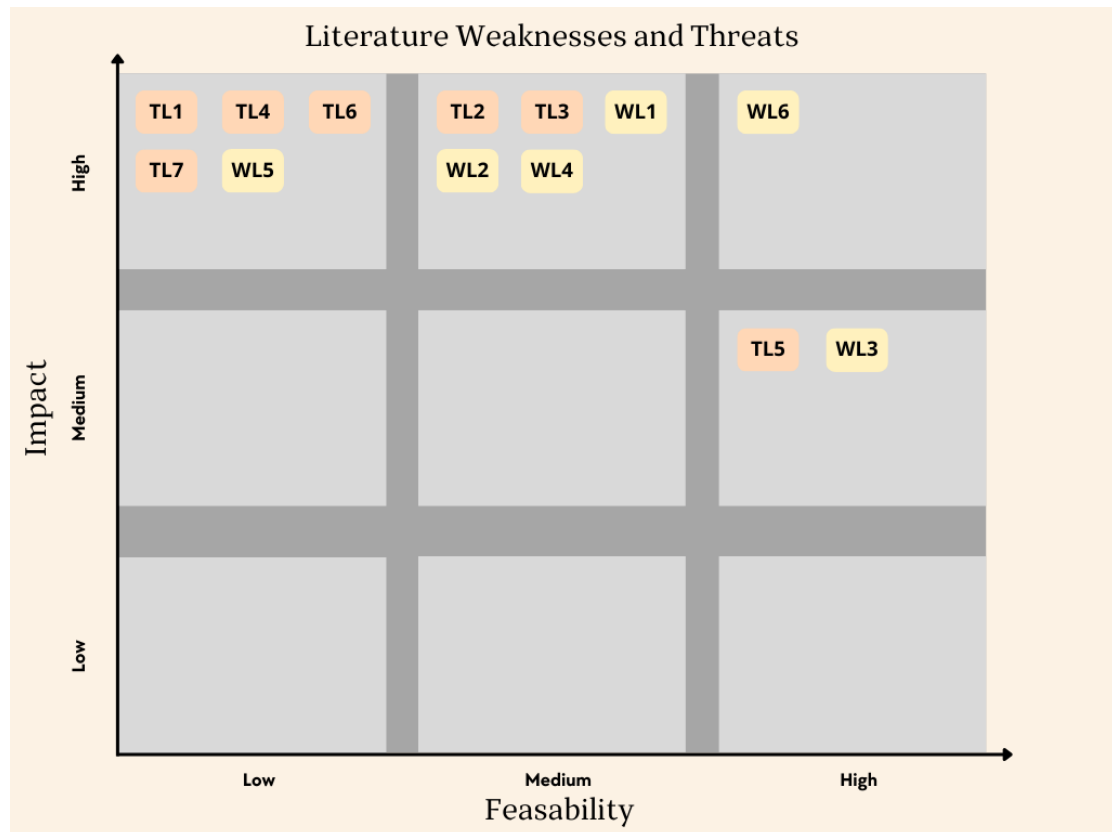 Literature Weaknesses and Threats
TL1 TL4 TL6 TL2 TL3 WL1 WL6
TL7 WL5 WL2 WL4
High
TL5 WL3
Medium
Impact
Low
Low Medium High
Feasability